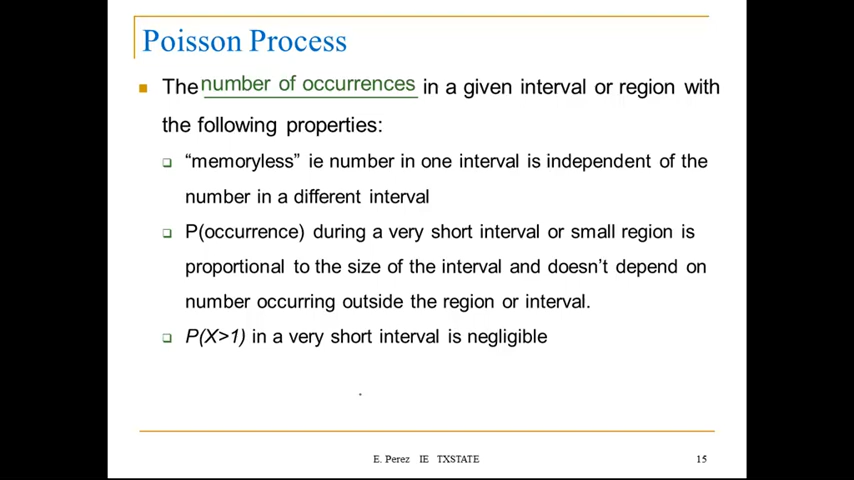 Poisson Process
The number of occurrences in a given interval or region with
the following properties:
“memoryless” ie number in one interval is independent of the
number in a different interval
P(occurrence) during a very short interval or small region is
proportional to the size of the interval and doesn’t depend on
number occurring outside the region or interval.
P(X>1) in a very short interval is negligible
E. Perez IE TXSTATE 15